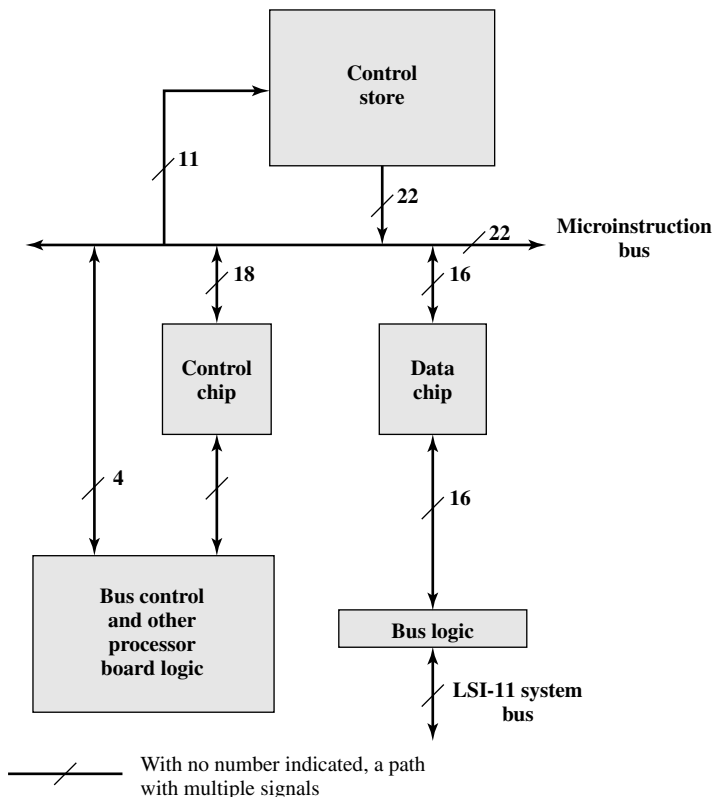 Control
store
11
22
22
Microinstruction
bus
18
16
Control
chip
Data
chip
4
16
Bus control
and other
processor
board logic
Bus logic
LSI-11 system
bus
With no number indicated, a path
with multiple signals